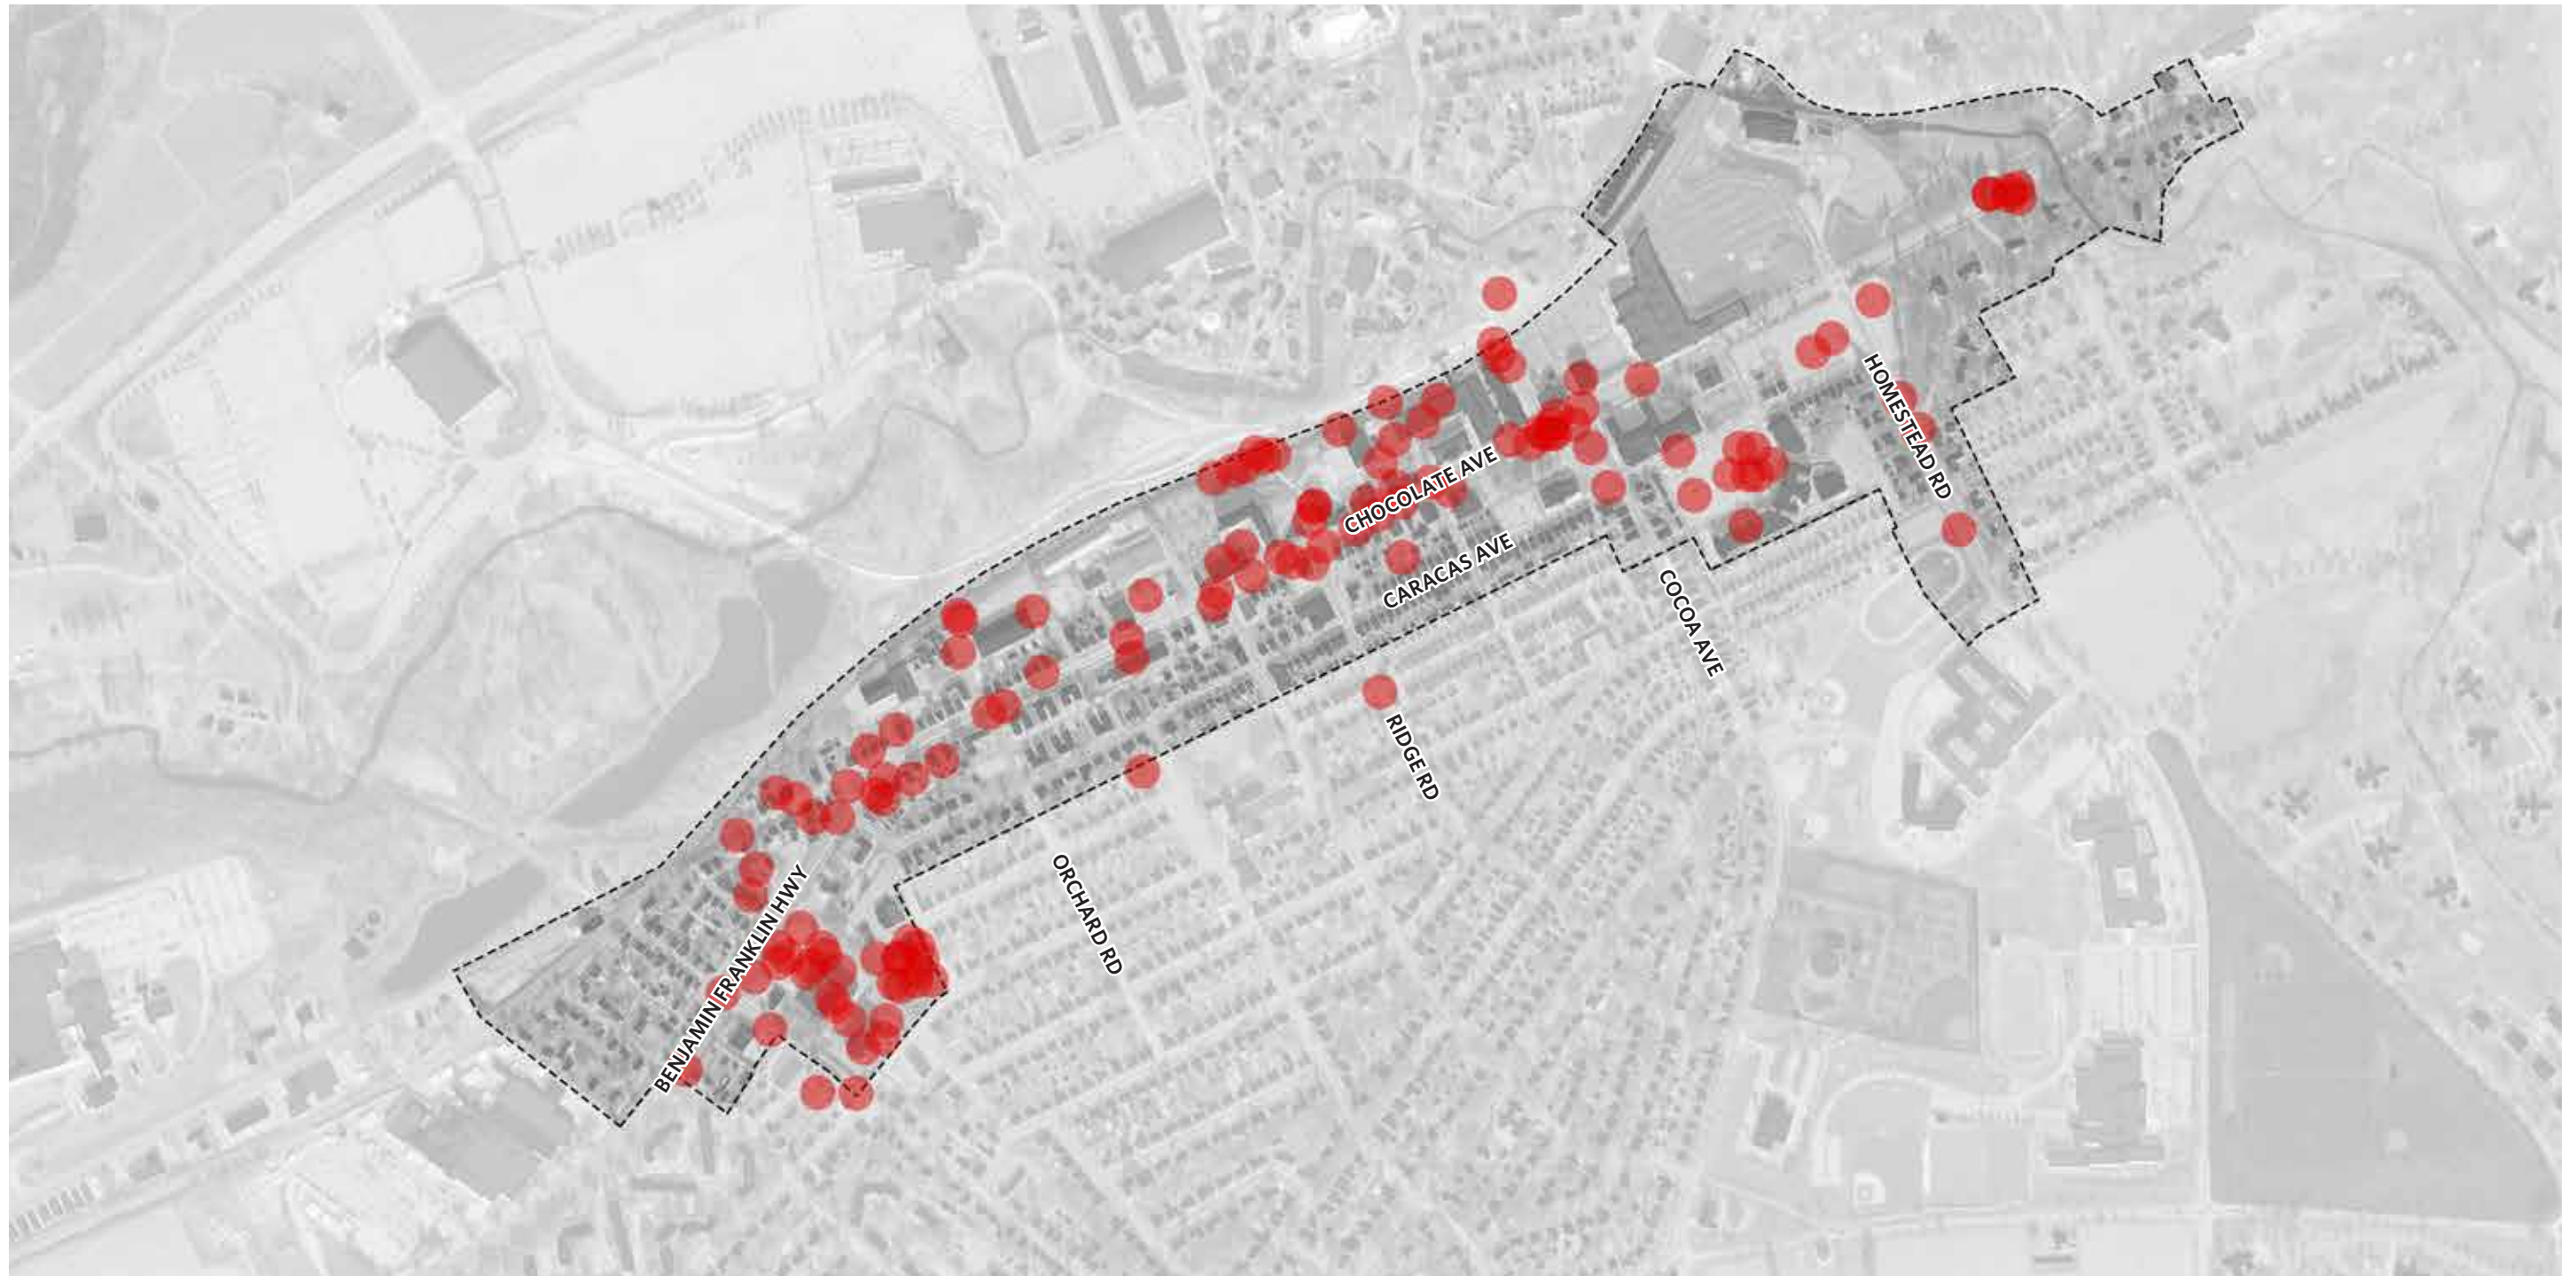 HOMESTEAD RD
CHOCOLATE AVE
CARACAS AVE
COCOA AVE
RIDGE RD
ORCHARD RD
BENJAMIN FRANKLIN HWY